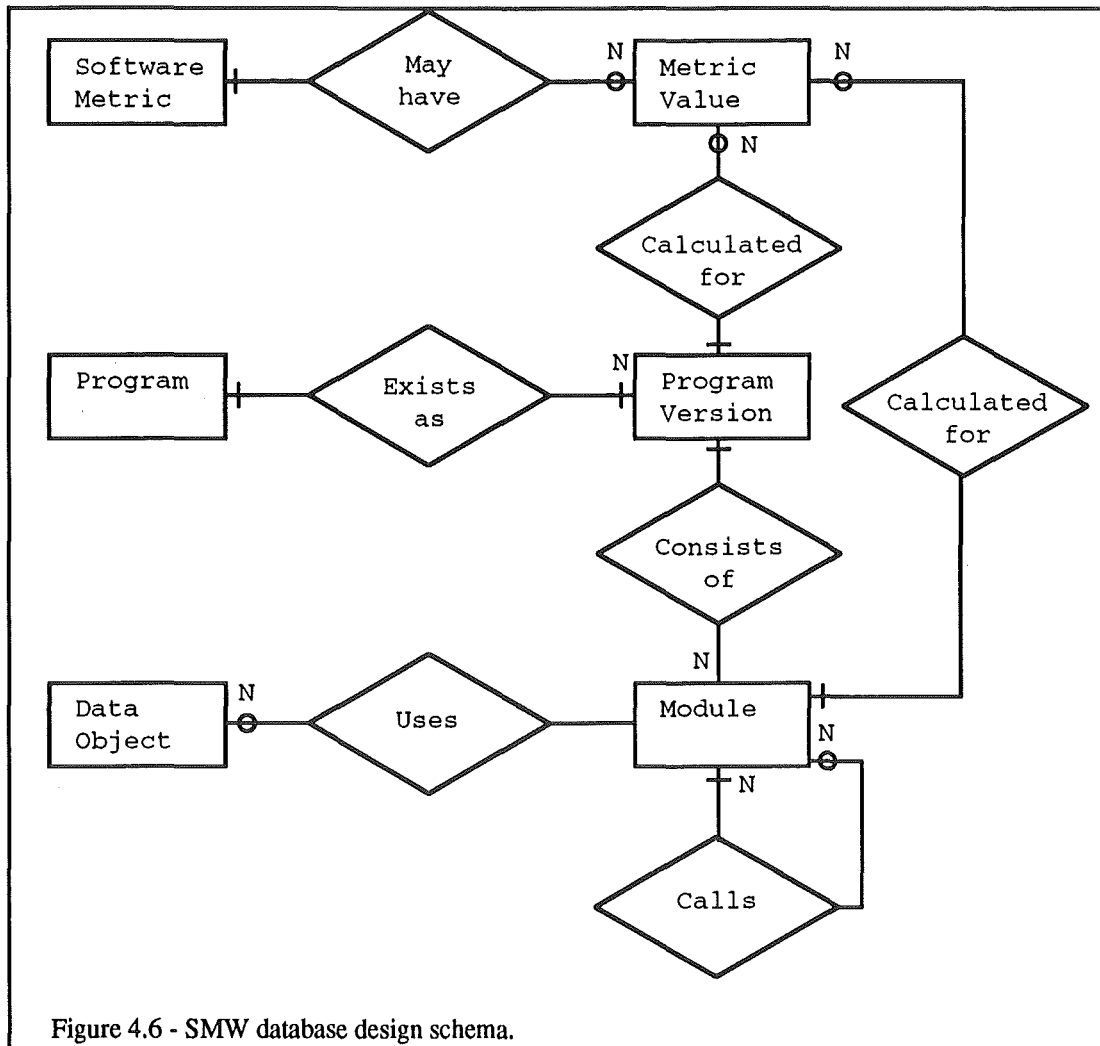 Software
Metric
May
have
N
Metric
Value
N
N
Calculated
for
Program
Exists
as
N
Program
Version
Calculated
for
Consists
of
N
Data
Object
N
Uses
Module
N
N
Calls
Figure 4.6 - SMW database design schema.